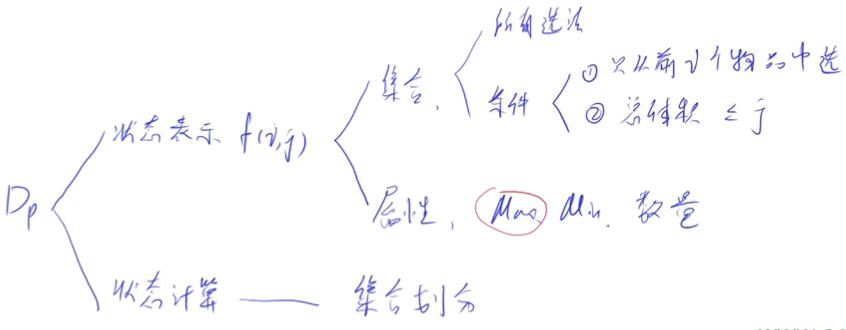 所有选法
集合、
条件
① 只从前i个物品中选
② 总体积 ≤ j
状态表示 f(i,j)
属性、Max, Min, 数量
Dp
状态计算 —— 集合划分